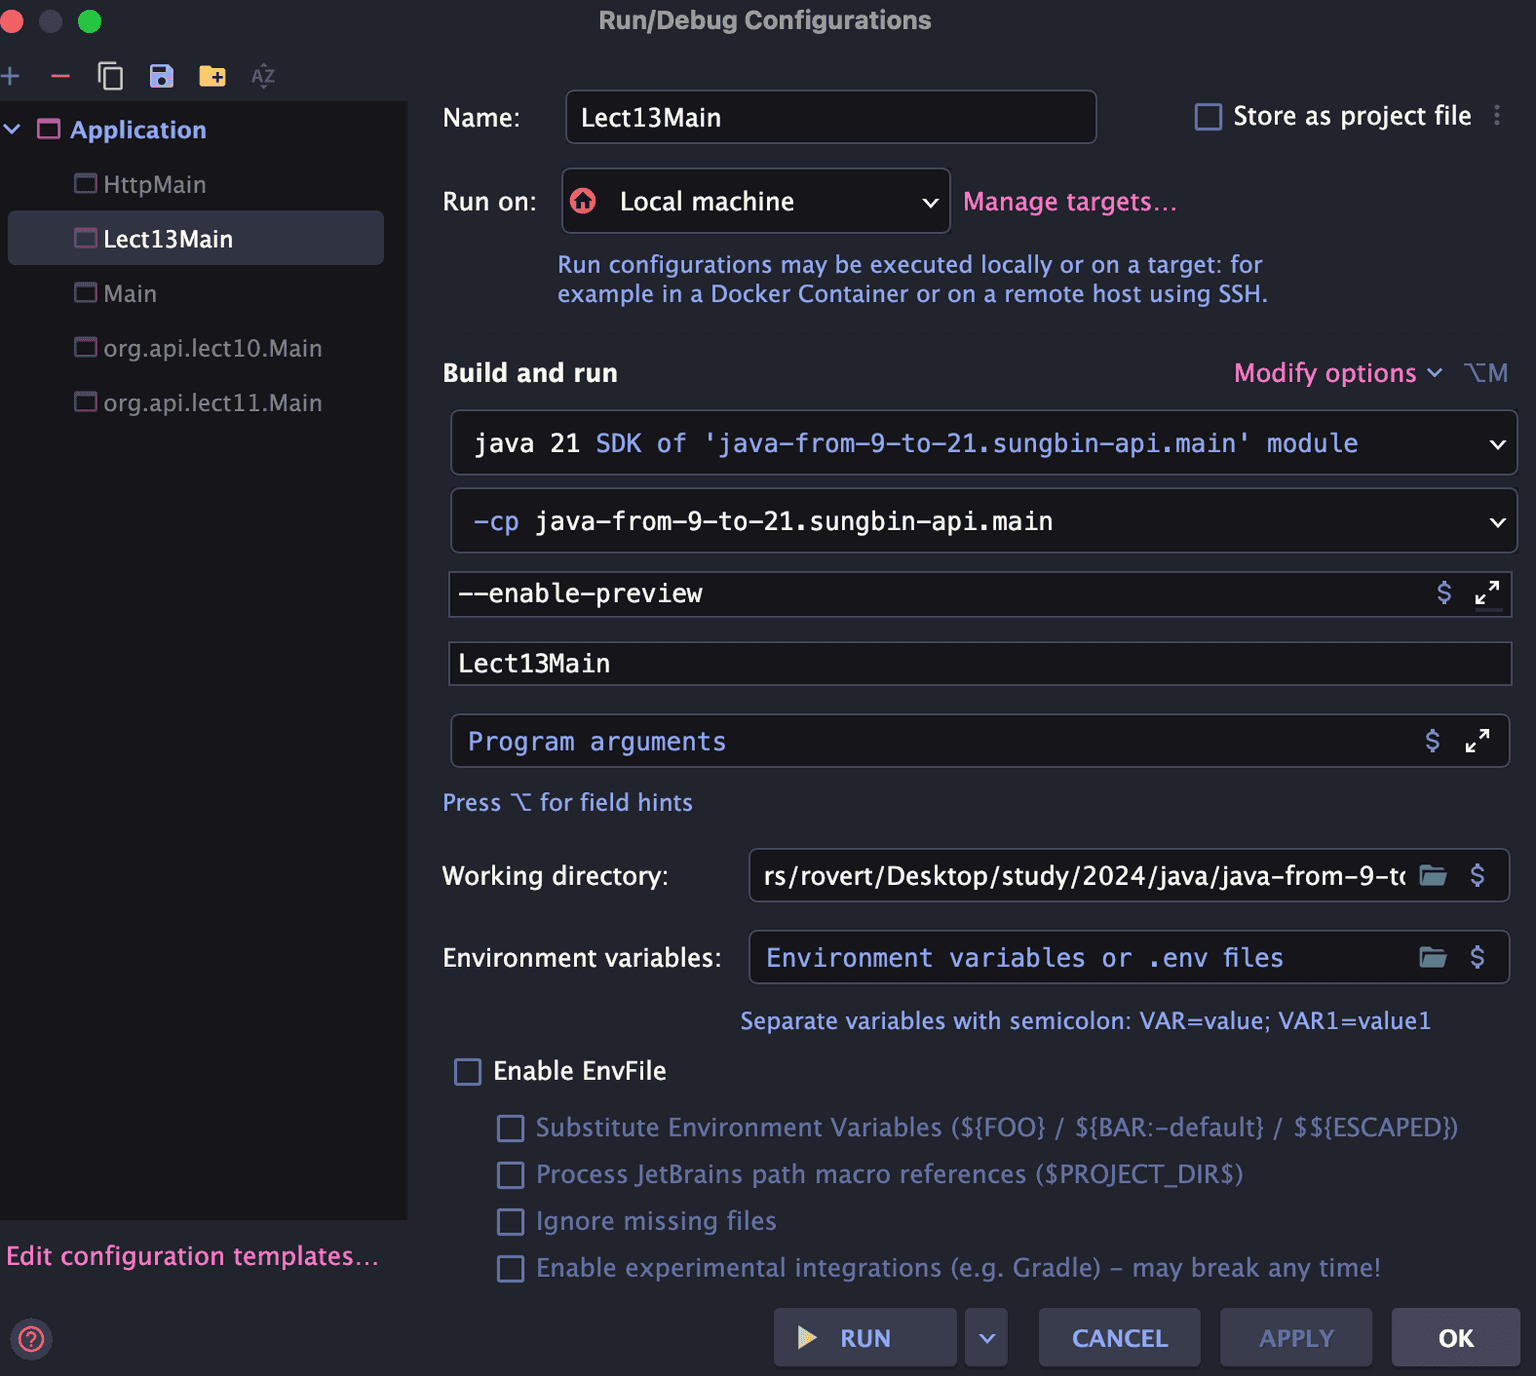 Run/Debug Configurations
AZ
Application
HttpMain
Lect13Main
Main
org.api.lect10.Main
org.api.lect11.Main
Edit configuration templates...
Name:
Lect13Main
Store as project file
Run on:
Local machine
Manage targets...
Run configurations may be executed locally or on a target: for
example in a Docker Container or on a remote host using SSH.
Build and run
Modify options
⌥M
java 21 SDK of 'java-from-9-to-21.sungbin-api.main' module
-cp java-from-9-to-21.sungbin-api.main
--enable-preview
$
Lect13Main
Program arguments
$
Press ⌥ for field hints
Working directory:
rs/rovert/Desktop/study/2024/java/java-from-9-to
$
Environment variables:
Environment variables or .env files
$
Separate variables with semicolon: VAR=value; VAR1=value1
Enable EnvFile
Substitute Environment Variables (${FOO} / ${BAR:-default} / $${ESCAPED})
Process JetBrains path macro references ($PROJECT_DIR$)
Ignore missing files
Enable experimental integrations (e.g. Gradle) - may break any time!
?
RUN
CANCEL
APPLY
OK